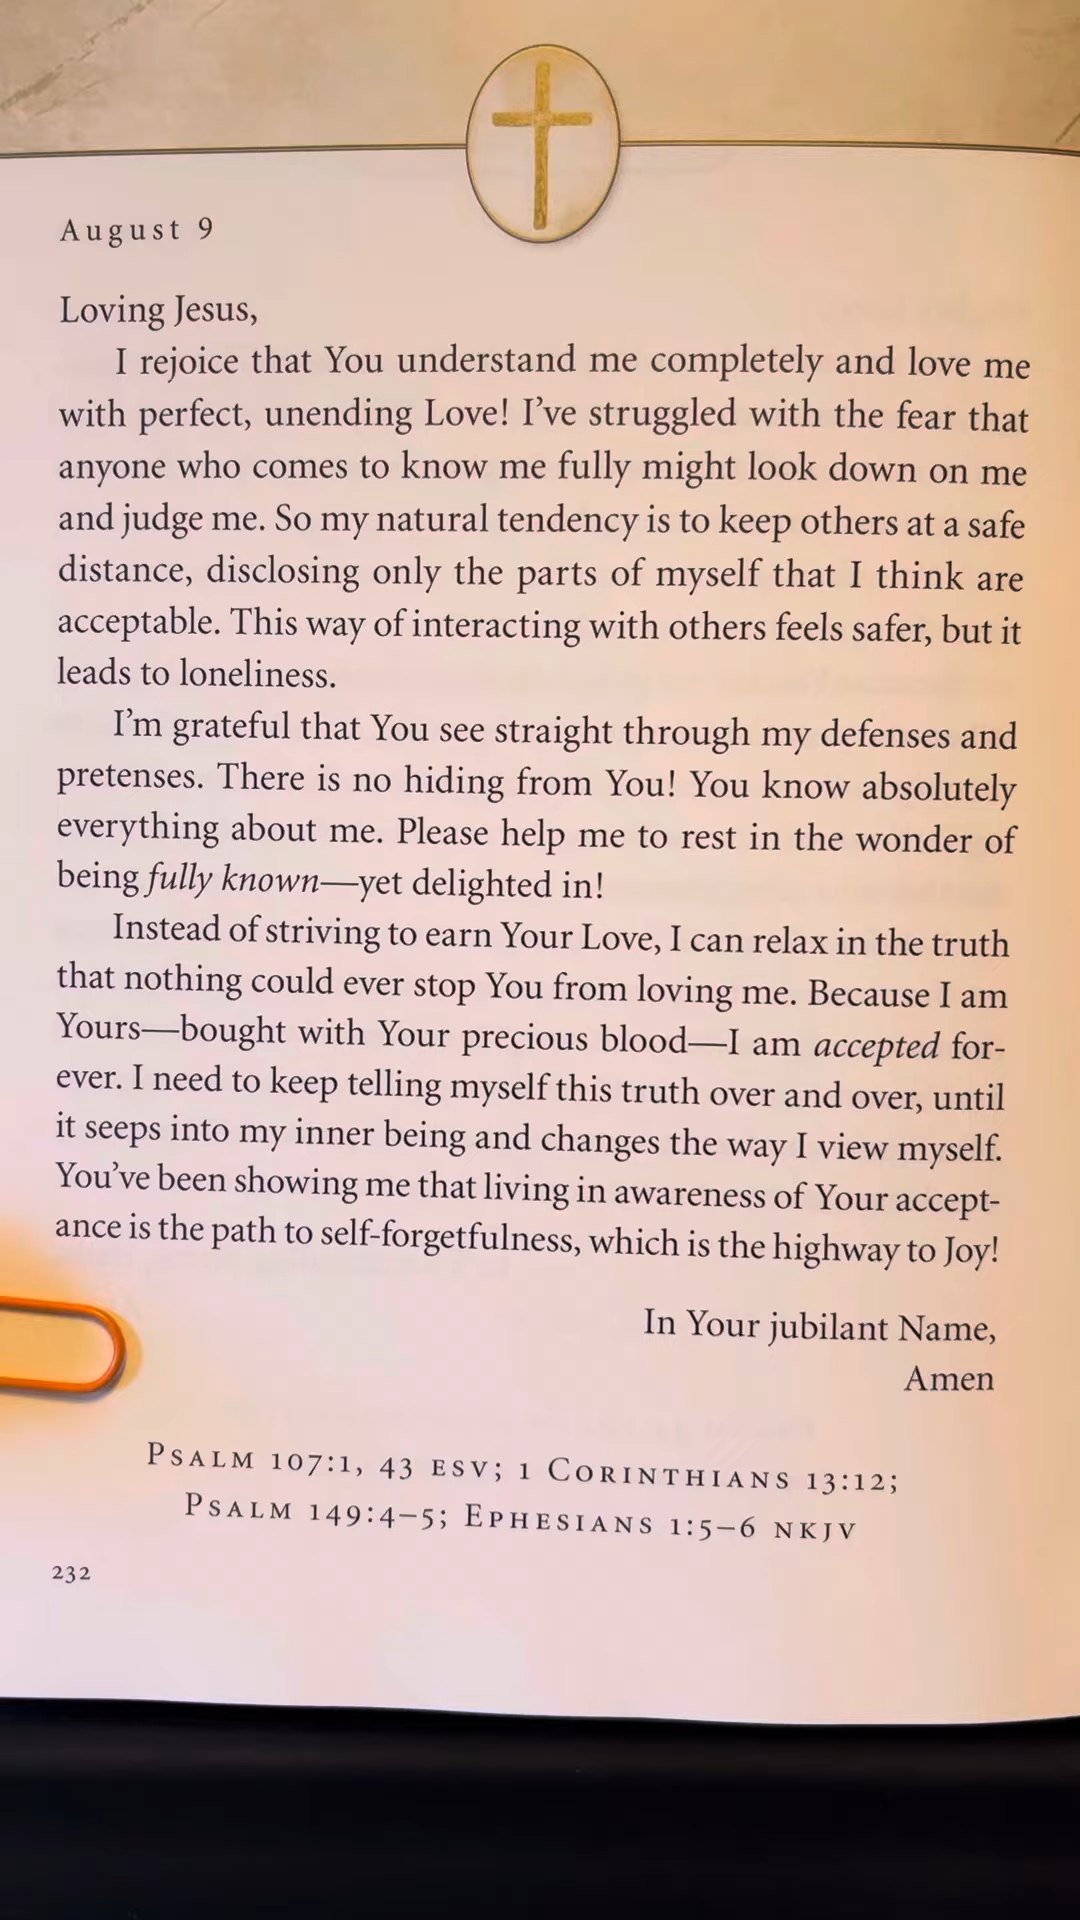 August 9
Loving Jesus,
I rejoice that You understand me completely and love me
with perfect, unending Love! I've struggled with the fear that
anyone who comes to know me fully might look down on me
and judge me. So my natural tendency is to keep others at a safe
distance, disclosing only the parts of myself that I think are
acceptable. This way of interacting with others feels safer, but it
leads to loneliness.
I'm grateful that You see straight through my defenses and
pretenses. There is no hiding from You! You know absolutely
everything about me. Please help me to rest in the wonder of
being fully known—yet delighted in!
Instead of striving to earn Your Love, I can relax in the truth
that nothing could ever stop You from loving me. Because I am
Yours—bought with Your precious blood—I am accepted for-
ever. I need to keep telling myself this truth over and over, until
it seeps into my inner being and changes the way I view myself.
You've been showing me that living in awareness of Your accept-
ance is the path to self-forgetfulness, which is the highway to Joy!
In Your jubilant Name,
Amen
PSALM 107:1, 43 ESV; 1 CORINTHIANS 13:12;
PSALM 149:4–5; EPHESIANS 1:5–6 NKJV
232